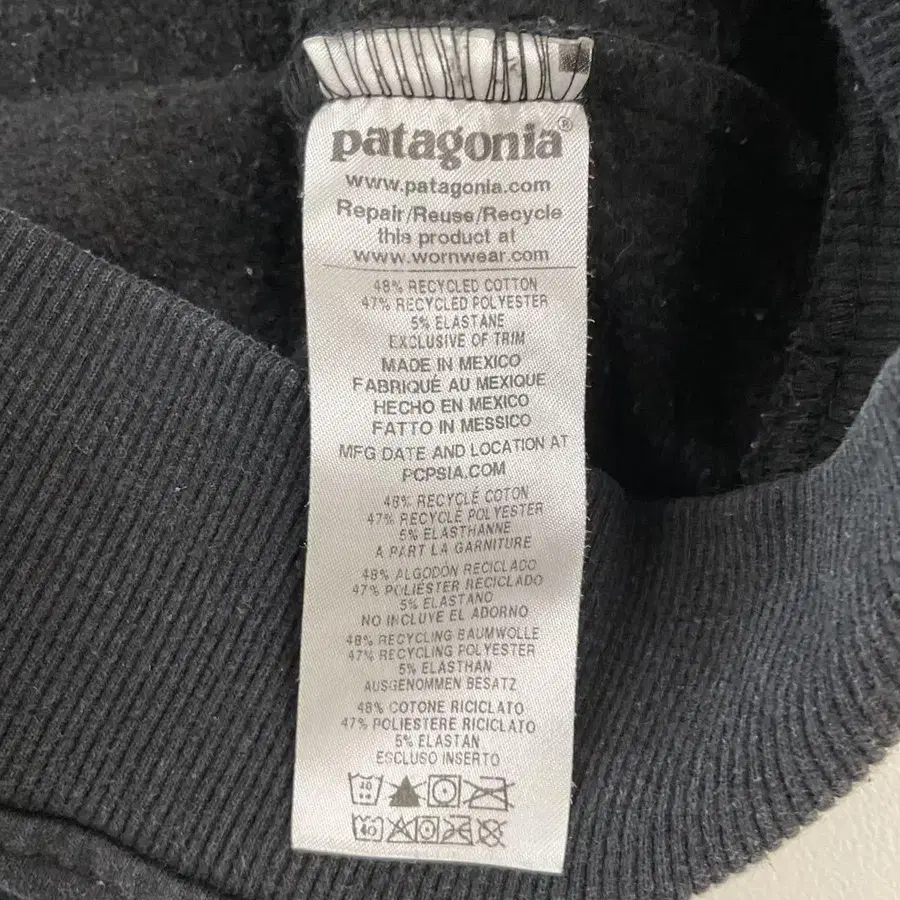 patagonia®
www.patagonia.com
Repair/Reuse/Recycle
this product at
www.wornwear.com
48% RECYCLED COTTON
47% RECYCLED POLYESTER
5% ELASTANE
EXCLUSIVE OF TRIM
MADE IN MEXICO
FABRIQUÉ AU MEXIQUE
HECHO EN MEXICO
FATTO IN MESSICO
MFG DATE AND LOCATION AT
PCPSIA.COM
48% RECYCLÉ COTON
47% RECYCLÉ POLYESTER
5% ELASTHANNE
A PART LA GARNITURE
48% ALGODON RECICLADO
47% POLIÉSTER RECICLADO
5% ELASTANO
NO INCLUYE EL ADORNO
48% RECYCLING BAUMWOLLE
47% RECYCLING POLYESTER
5% ELASTHAN
AUSGENOMMEN BESATZ
48% COTONE RICICLATO
47% POLIESTERE RICICLATO
5% ELASTAN
ESCLUSO INSERTO
40